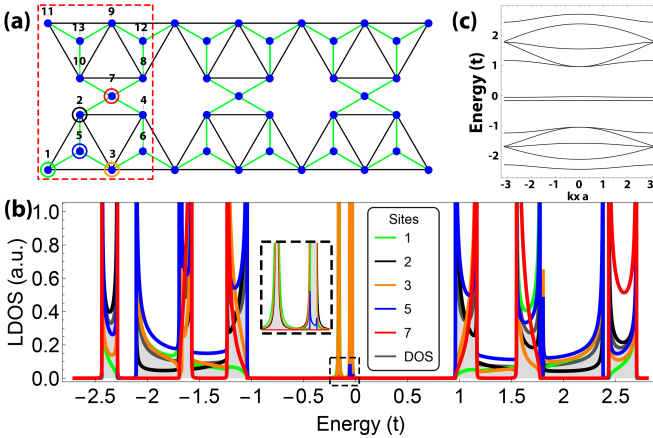 (a)
11 9
13 12
10 8
7
2 4
5 6
1 3
(c)
Energy (t)
2
1
0
-1
-2
-3 -2 -1 0 1 2 3
kx a
(b)
LDOS (a.u.)
1.0
0.8
0.6
0.4
0.2
0.0
Sites
1
2
3
5
7
DOS
−2.5 −2 −1.5 −1 −0.5 0 0.5 1 1.5 2 2.5
Energy (t)